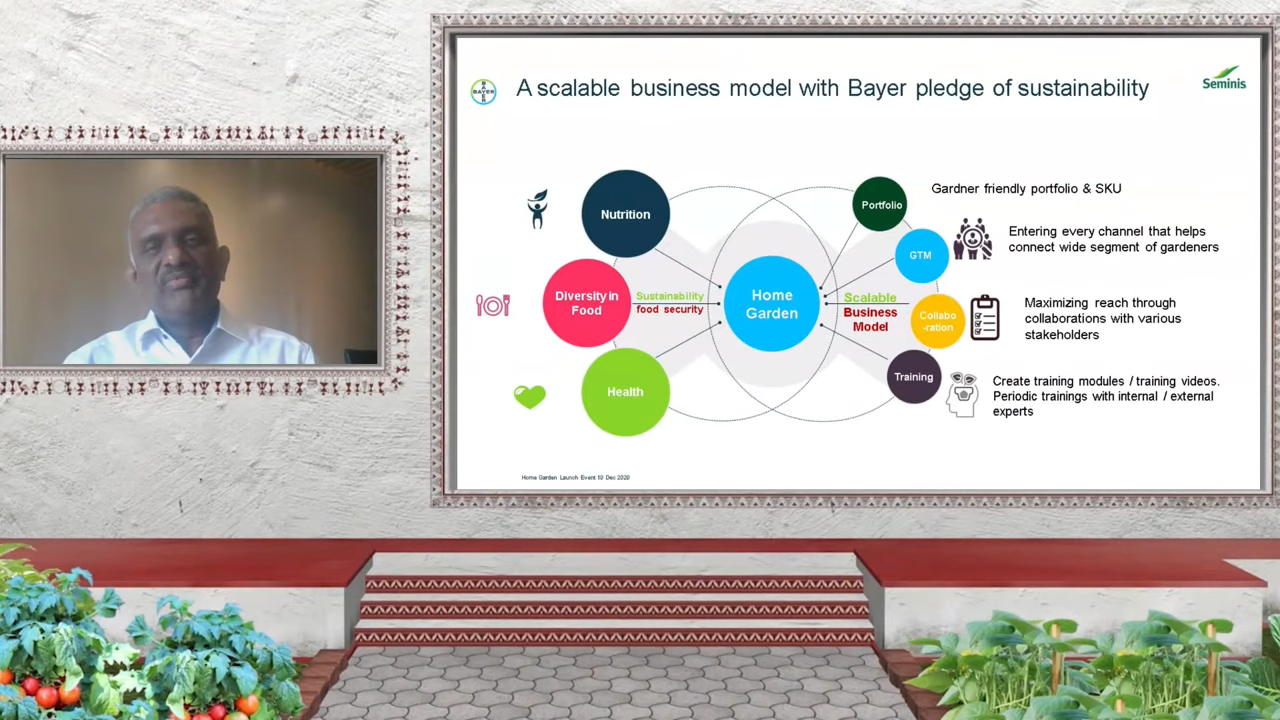 A scalable business model with Bayer pledge of sustainability
BAYER
BAYER
Seminis
Nutrition
Diversity in
Food
Health
Sustainability
food security
Home
Garden
Scalable
Business
Model
Portfolio
GTM
Collabo
-ration
Training
Gardner friendly portfolio & SKU
Entering every channel that helps
connect wide segment of gardeners
Maximizing reach through
collaborations with various
stakeholders
Create training modules / training videos.
Periodic trainings with internal / external
experts
Home Garden Launch Event 10 Dec 2020